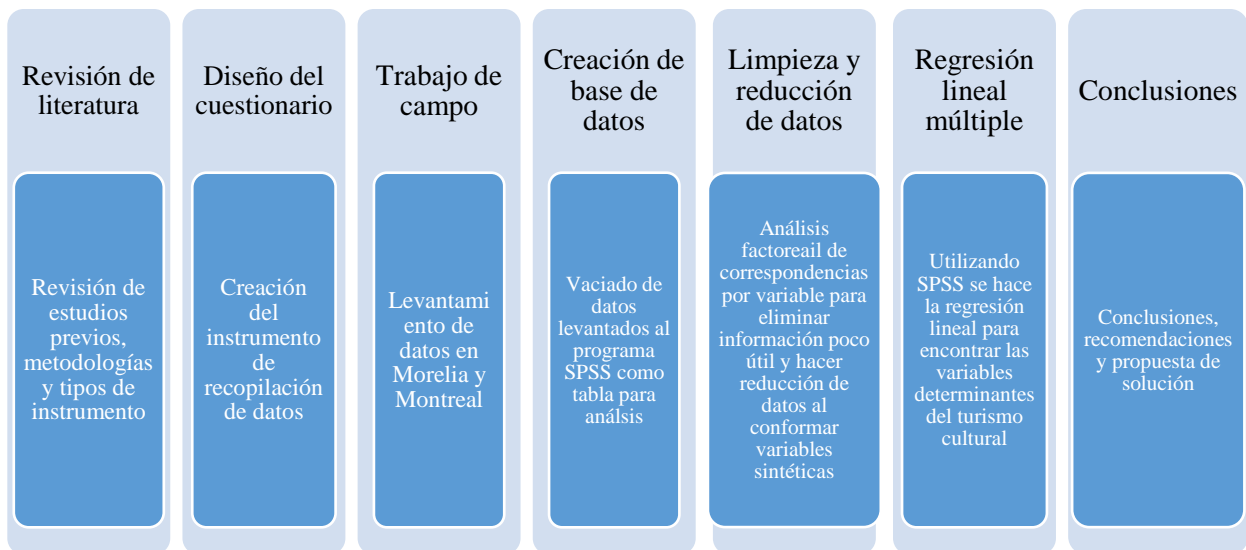 Revisión de
literatura
Revisión de
estudios
previos,
metodologías
y tipos de
instrumento
Diseño del
cuestionario
Creación
del
instrumento
de
recopilación
de datos
Trabajo de
campo
Levantami
ento de
datos en
Morelia y
Montreal
Creación de
base de
datos
Vaciado de
datos
levantados al
programa
SPSS como
tabla para
análsis
Limpieza y
reducción
de datos
Análisis
factoreail de
correspondencias
por variable para
eliminar
información poco
útil y hacer
reducción de
datos al
conformar
variables
sintéticas
Regresión
lineal
múltiple
Utilizando
SPSS se hace
la regresión
lineal para
encontrar las
variables
determinantes
del turismo
cultural
Conclusiones
Conclusiones,
recomendaciones
y propuesta de
solución